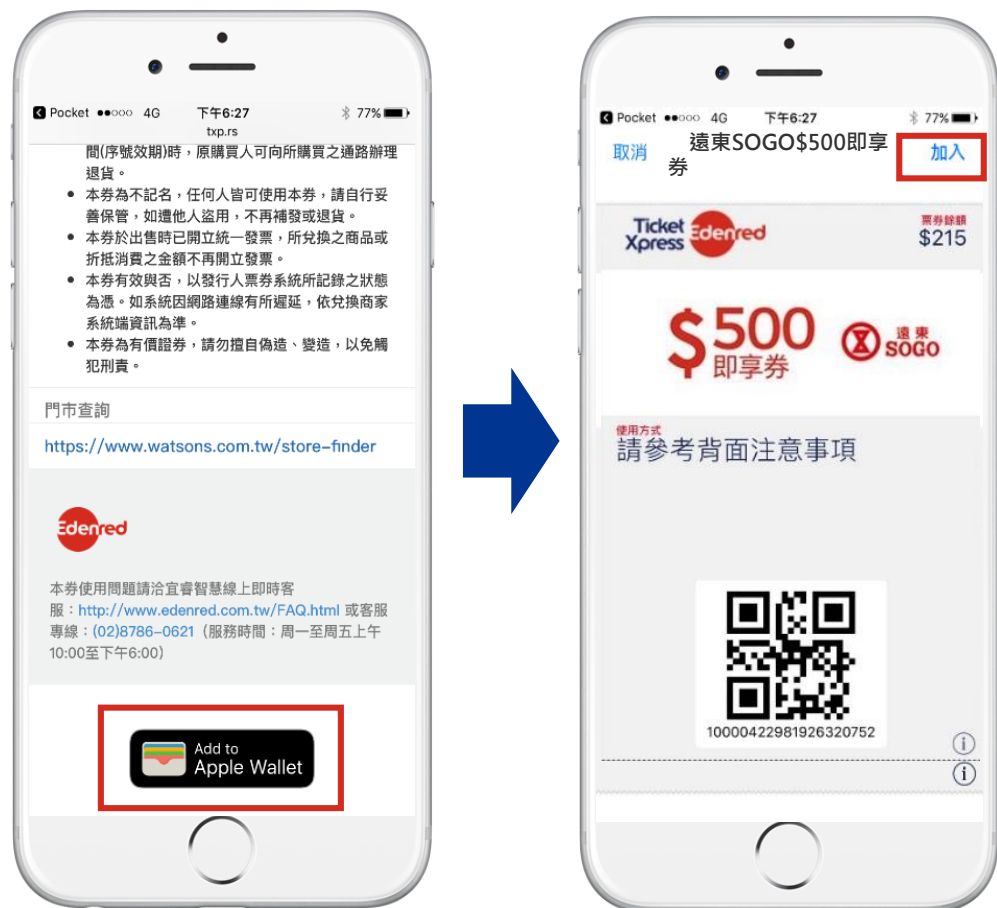 Pocket 4G 下午6:27 77%
txp.rs
間(序號效期)時，原購買人可向所購買之通路辦理
退貨。
• 本券為不記名，任何人皆可使用本券，請自行妥
善保管，如遭他人盜用，不再補發或退貨。
• 本券於出售時已開立統一發票，所兌換之商品或
折抵消費之金額不再開立發票。
• 本券有效與否，以發行人票券系統所記錄之狀態
為憑。如系統因網路連線有所遲延，依兌換商家
系統端資訊為準。
• 本券為有價證券，請勿擅自偽造、變造，以免觸
犯刑責。
門市查詢
https://www.watsons.com.tw/store-finder
Edenred
本券使用問題請洽宜睿智慧線上即時客
服：http://www.edenred.com.tw/FAQ.html 或客服
專線：(02)8786-0621（服務時間：周一至周五上午
10:00至下午6:00）
Add to
Apple Wallet
Pocket 4G 下午6:27 77%
取消 遠東SOGO$500即享 加入
券
Ticket
Xpress Edenred
票券餘額
$215
$500
即享券
遠東
SOGO
使用方式
請參考背面注意事項
10000422981926320752